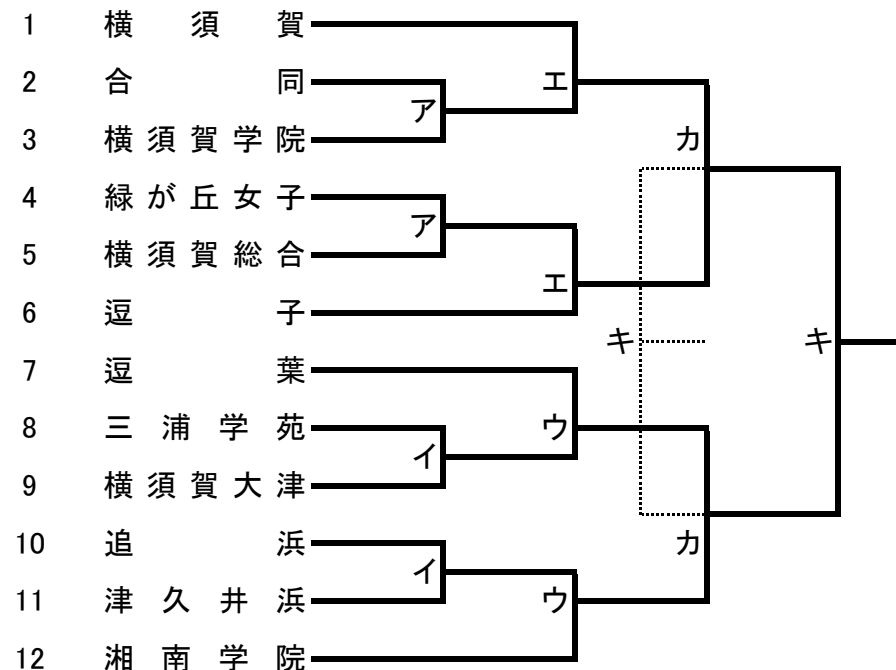 1 横須賀
2 合同
ア
エ
3 横須賀学院
カ
4 緑が丘女子
ア
5 横須賀総合
エ
6 逗子
キ キ
7 逗葉
8 三浦学苑
イ
ウ
9 横須賀大津
10 追浜
イ
カ
11 津久井浜
ウ
12 湘南学院